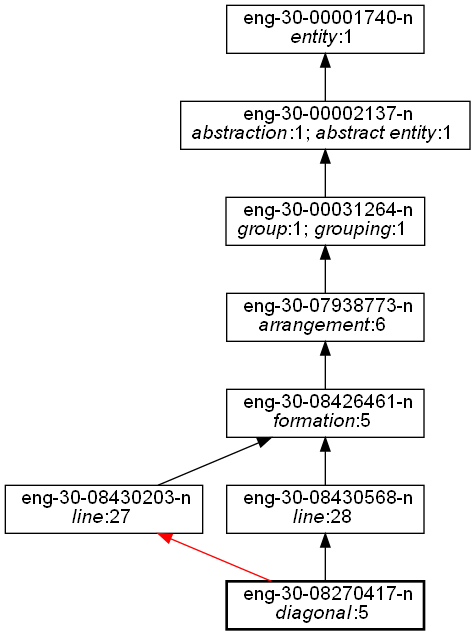 eng-30-00001740-n
entity:1
eng-30-00002137-n
abstraction:1; abstract entity:1
eng-30-00031264-n
group:1; grouping:1
eng-30-07938773-n
arrangement:6
eng-30-08426461-n
formation:5
eng-30-08430203-n
line:27
eng-30-08430568-n
line:28
eng-30-08270417-n
diagonal:5